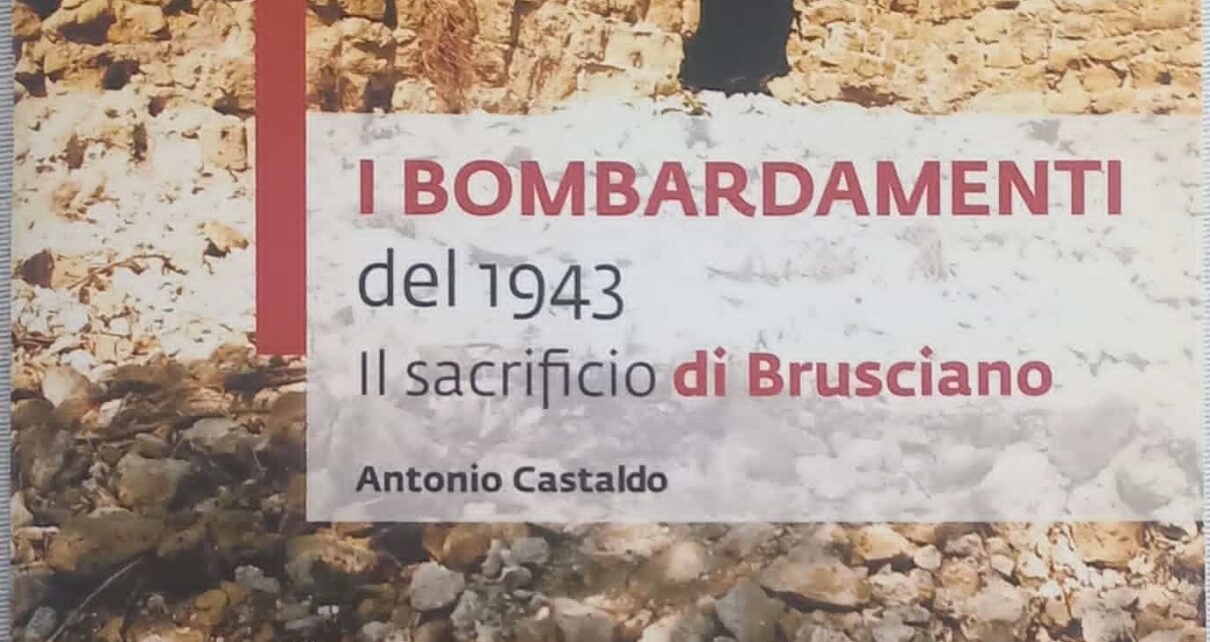 I BOMBARDAMENTI
del 1943
Il sacrificio di Brusciano
Antonio Castaldo